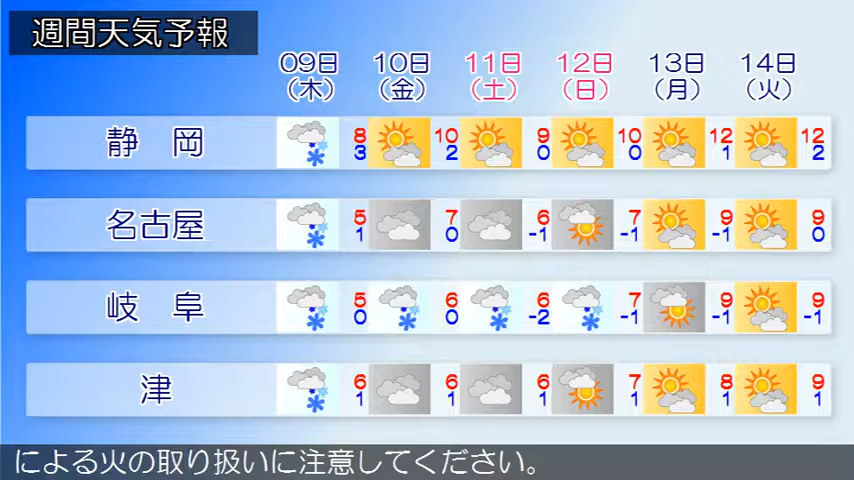 週間天気予報
09日 10日 11日 12日 13日 14日
（木） （金） （土） （日） （月） （火）
静 岡 8 3 10 2 9 0 10 0 12 1 12 2
名古屋 5 1 7 0 6 -1 7 -1 9 -1 9 0
岐 阜 5 0 6 0 6 -2 7 -1 9 -1 9 -1
津 6 1 6 1 6 1 7 1 8 1 9 1
による火の取り扱いに注意してください。